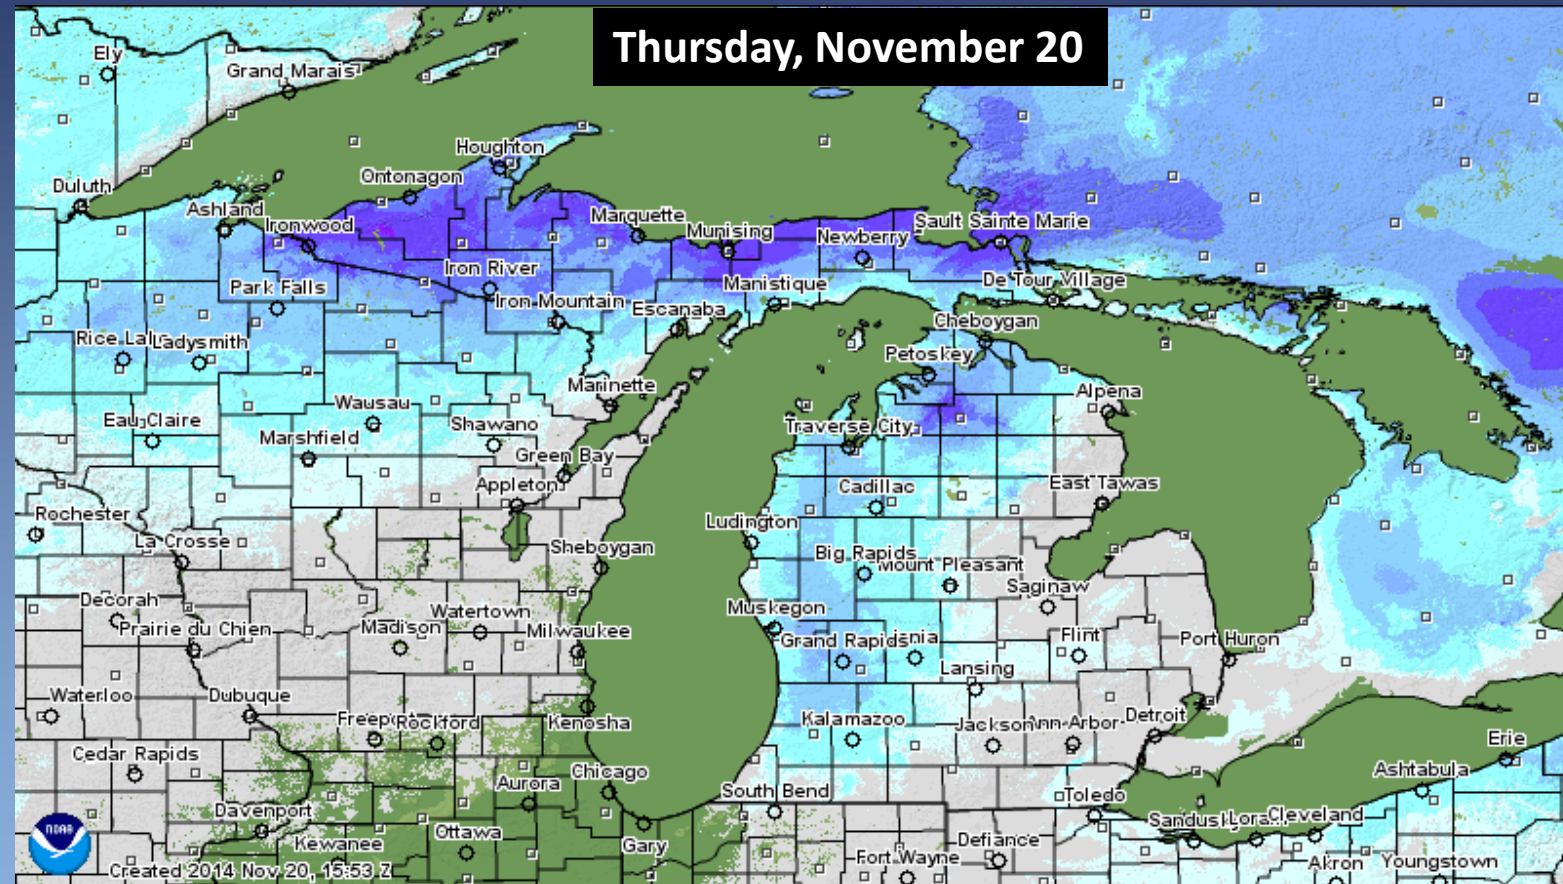 Thursday, November 20
Ely
Grand Marais
Houghton
Ontonagon
Duluth
Ashland
Ironwood
Marquette
Munising
Newberry
Sault Sainte Marie
Iron River
Manistique
De Tour Village
Park Falls
Iron Mountain
Escanaba
Cheboygan
Rice La
Ladysmith
Petoskey
Marinette
Alpena
Wausau
Eau Claire
Shawano
Traverse City
Marshfield
Green Bay
Appleton
Cadillac
East Tawas
Rochester
Ludington
La Crosse
Sheboygan
Big Rapids
Mount Pleasant
Saginaw
Decorah
Watertown
Muskegon
Prairie du Chien
Madison
Milwaukee
Grand Rapids
nia
Flint
Port Huron
Lansing
Waterloo
Dubuque
Freeport
Rockford
Kenosha
Kalamazoo
Jackson
Ann Arbor
Detroit
Erie
Cedar Rapids
Aurora
Chicago
South Bend
Ashtabula
Toledo
Davenport
Sandusk
Lora
Cleveland
Kewanee
Ottawa
Gary
Defiance
Fort Wayne
Akron
Youngstown
NOAA
Created 2014 Nov 20, 15:53 Z